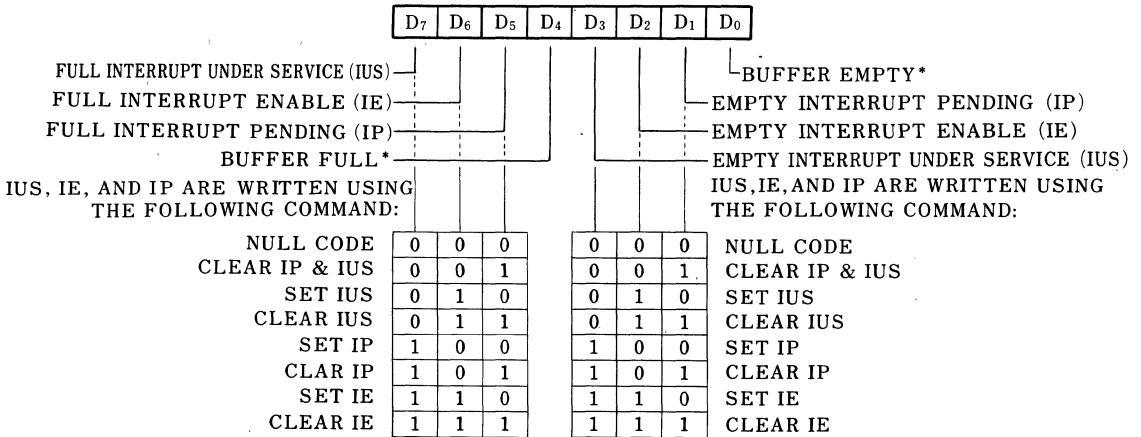 D7 D6 D5 D4 D3 D2 D1 D0
FULL INTERRUPT UNDER SERVICE (IUS)
BUFFER EMPTY*
FULL INTERRUPT ENABLE (IE)
EMPTY INTERRUPT PENDING (IP)
FULL INTERRUPT PENDING (IP)
EMPTY INTERRUPT ENABLE (IE)
BUFFER FULL*
EMPTY INTERRUPT UNDER SERVICE (IUS)
IUS, IE, AND IP ARE WRITTEN USING
THE FOLLOWING COMMAND:
IUS,IE,AND IP ARE WRITTEN USING
THE FOLLOWING COMMAND:
NULL CODE 0 0 0 0 0 0 NULL CODE
CLEAR IP & IUS 0 0 1 0 0 1 CLEAR IP & IUS
SET IUS 0 1 0 0 1 0 SET IUS
CLEAR IUS 0 1 1 0 1 1 CLEAR IUS
SET IP 1 0 0 1 0 0 SET IP
CLAR IP 1 0 1 1 0 1 CLEAR IP
SET IE 1 1 0 1 1 0 SET IE
CLEAR IE 1 1 1 1 1 1 CLEAR IE